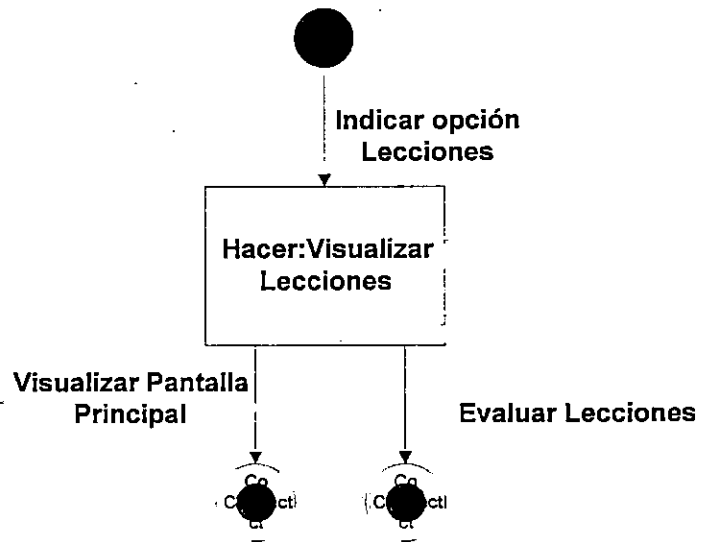 Indicar opción
Lecciones
Hacer:Visualizar
Lecciones
Visualizar Pantalla
Principal
Evaluar Lecciones